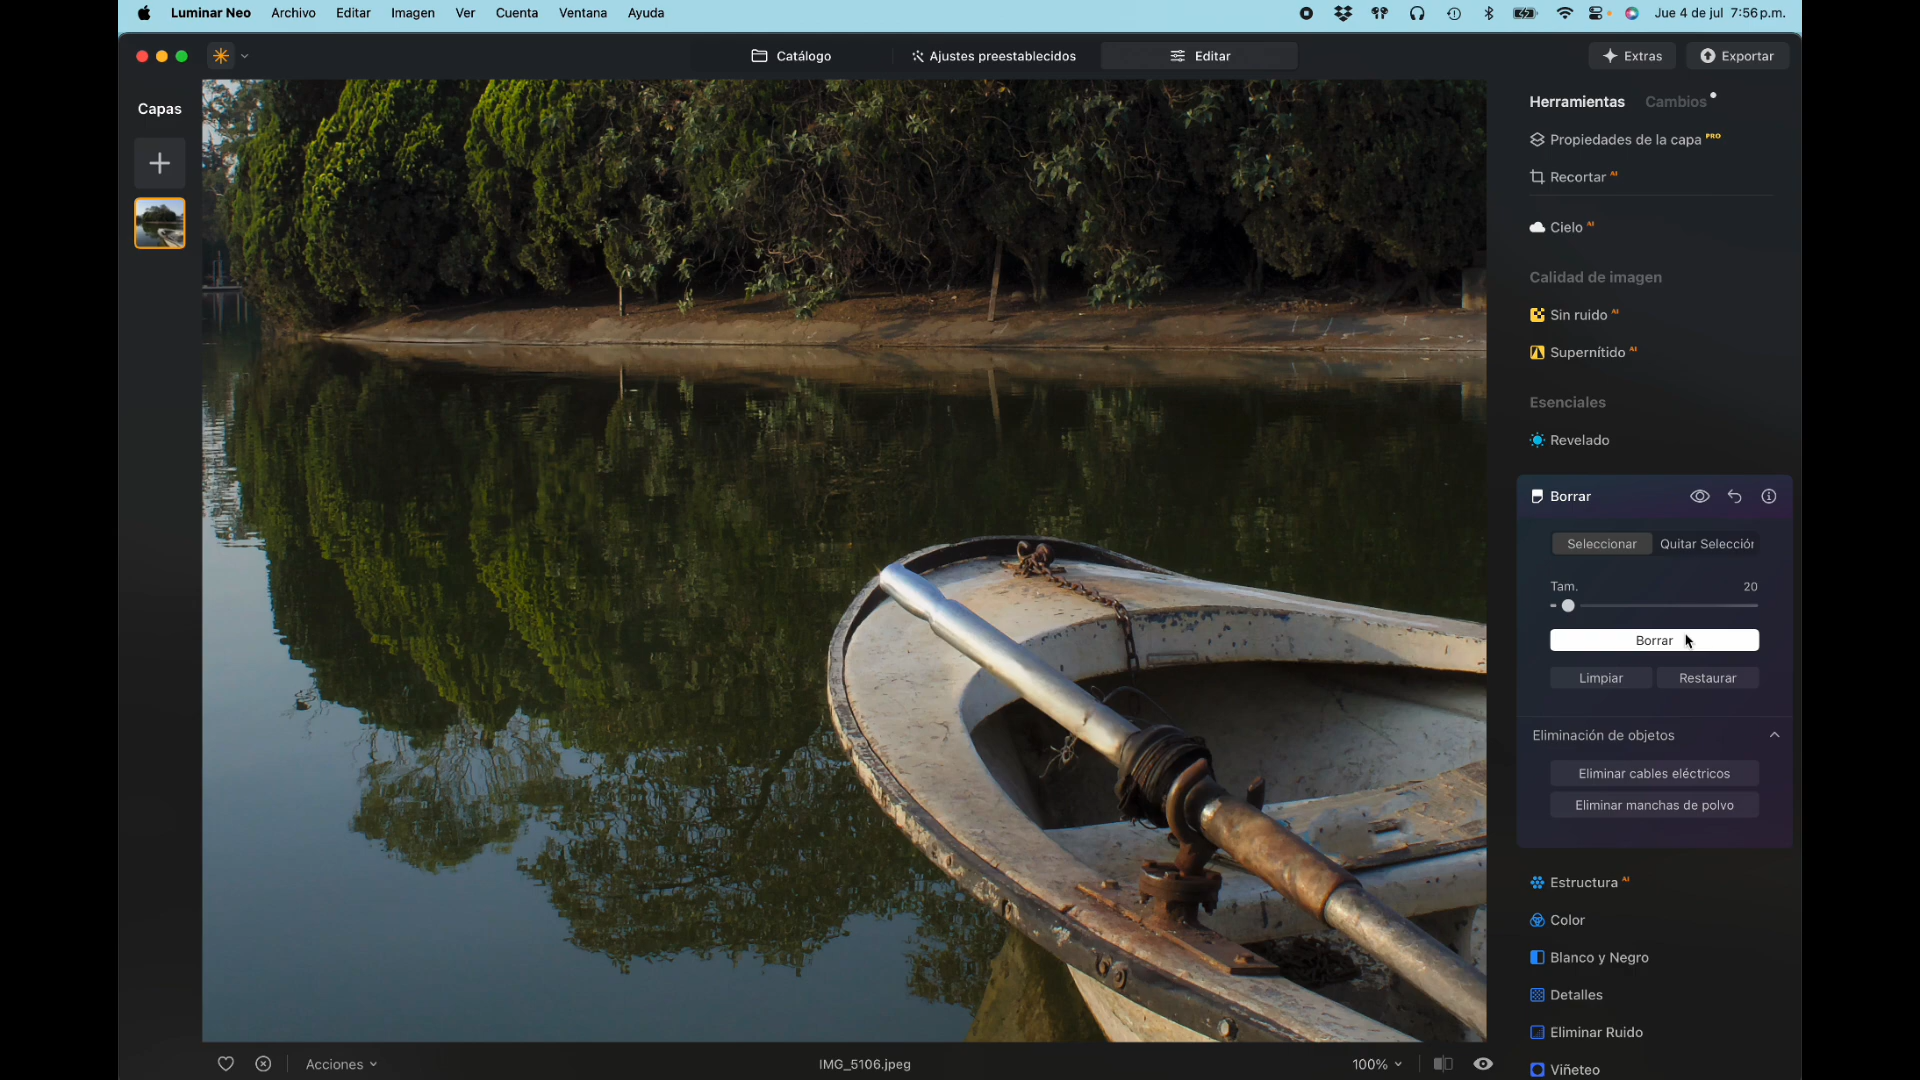 Luminar Neo Archivo Editar Imagen Ver Cuenta Ventana Ayuda Jue 4 de jul 7:56 p.m.
Catálogo Ajustes preestablecidos Editar Extras Exportar
Capas
Herramientas Cambios
Propiedades de la capa PRO
Recortar AI
Cielo AI
Calidad de imagen
Sin ruido AI
Supernítido AI
Esenciales
Revelado
Borrar
Seleccionar Quitar Selección
Tam. 20
Borrar
Limpiar Restaurar
Eliminación de objetos
Eliminar cables eléctricos
Eliminar manchas de polvo
Estructura AI
Color
Blanco y Negro
Detalles
Eliminar Ruido
Viñeteo
Acciones IMG_5106.jpeg 100%